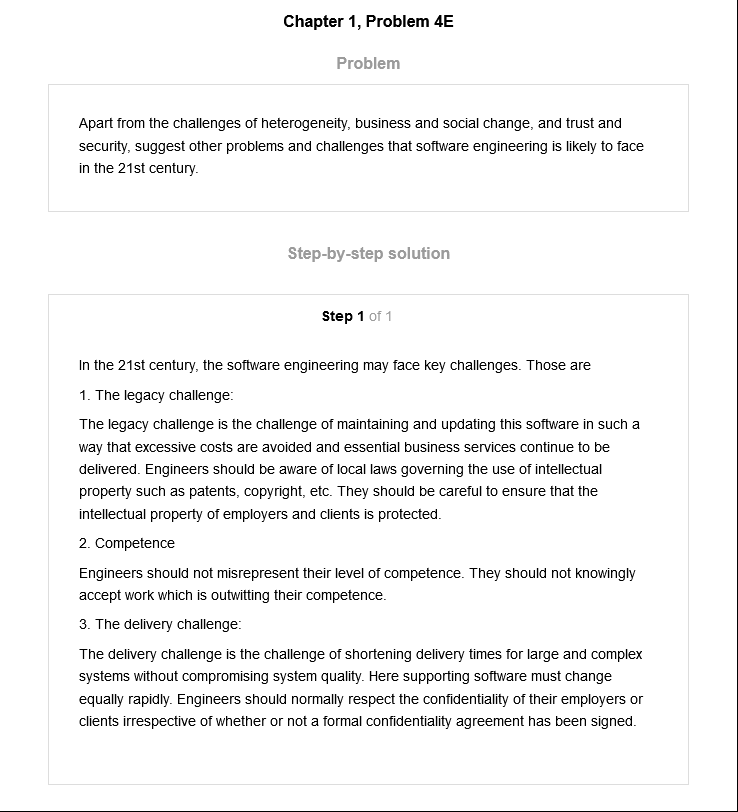 Chapter 1, Problem 4E
Problem
Apart from the challenges of heterogeneity, business and social change, and trust and
security, suggest other problems and challenges that software engineering is likely to face
in the 21st century.
Step-by-step solution
Step 1 of 1
In the 21st century, the software engineering may face key challenges. Those are
1. The legacy challenge:
The legacy challenge is the challenge of maintaining and updating this software in such a
way that excessive costs are avoided and essential business services continue to be
delivered. Engineers should be aware of local laws governing the use of intellectual
property such as patents, copyright, etc. They should be careful to ensure that the
intellectual property of employers and clients is protected.
2. Competence
Engineers should not misrepresent their level of competence. They should not knowingly
accept work which is outwitting their competence.
3. The delivery challenge:
The delivery challenge is the challenge of shortening delivery times for large and complex
systems without compromising system quality. Here supporting software must change
equally rapidly. Engineers should normally respect the confidentiality of their employers or
clients irrespective of whether or not a formal confidentiality agreement has been signed.